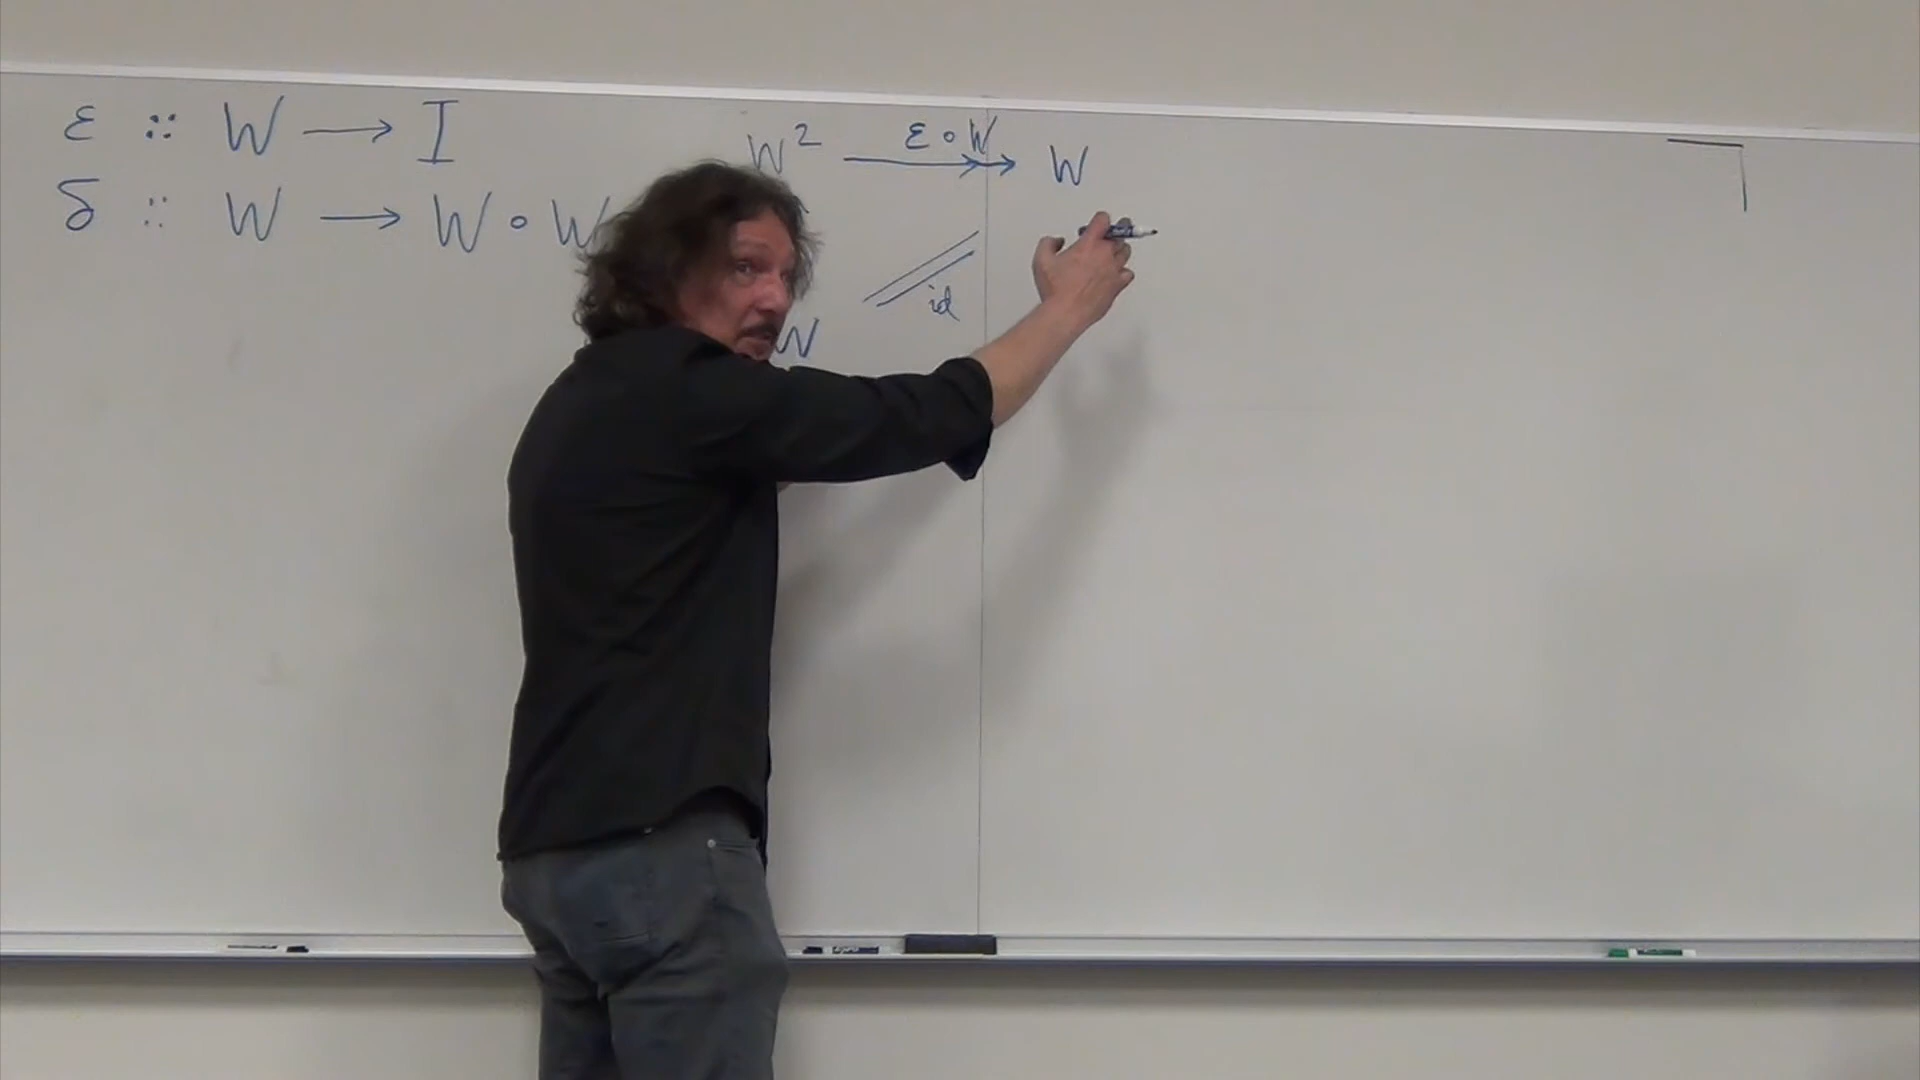 ε :: W → I
δ :: W → W ∘ W
W² → W
ε ∘ W
id
W